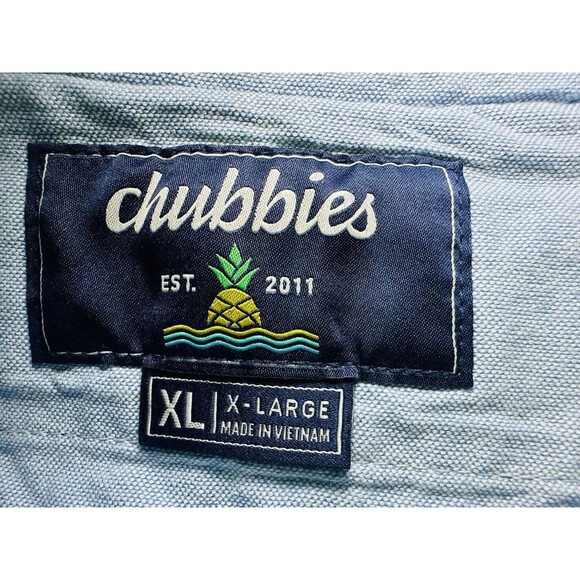 chubbies
EST. 2011
XL | X-LARGE
MADE IN VIETNAM